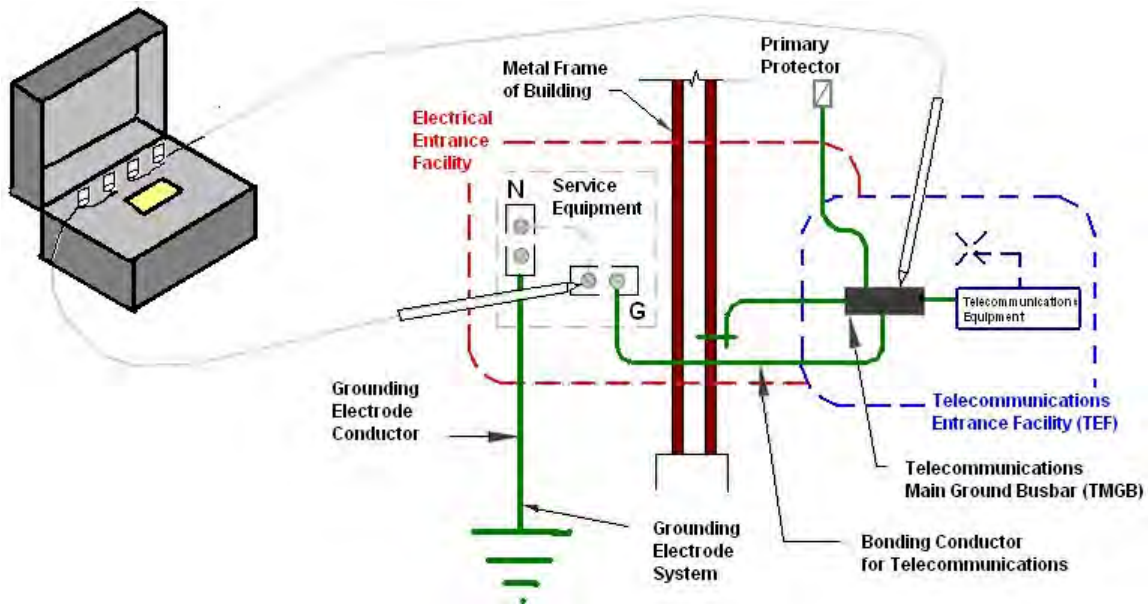 Primary
Protector
Metal Frame
of Building
Electrical
Entrance
Facility
N
Service
Equipment
G
Telecommunications
Equipment
Grounding
Electrode
Conductor
Telecommunications
Entrance Facility (TEF)
Telecommunications
Main Ground Busbar (TMGB)
Grounding
Electrode
System
Bonding Conductor
for Telecommunications